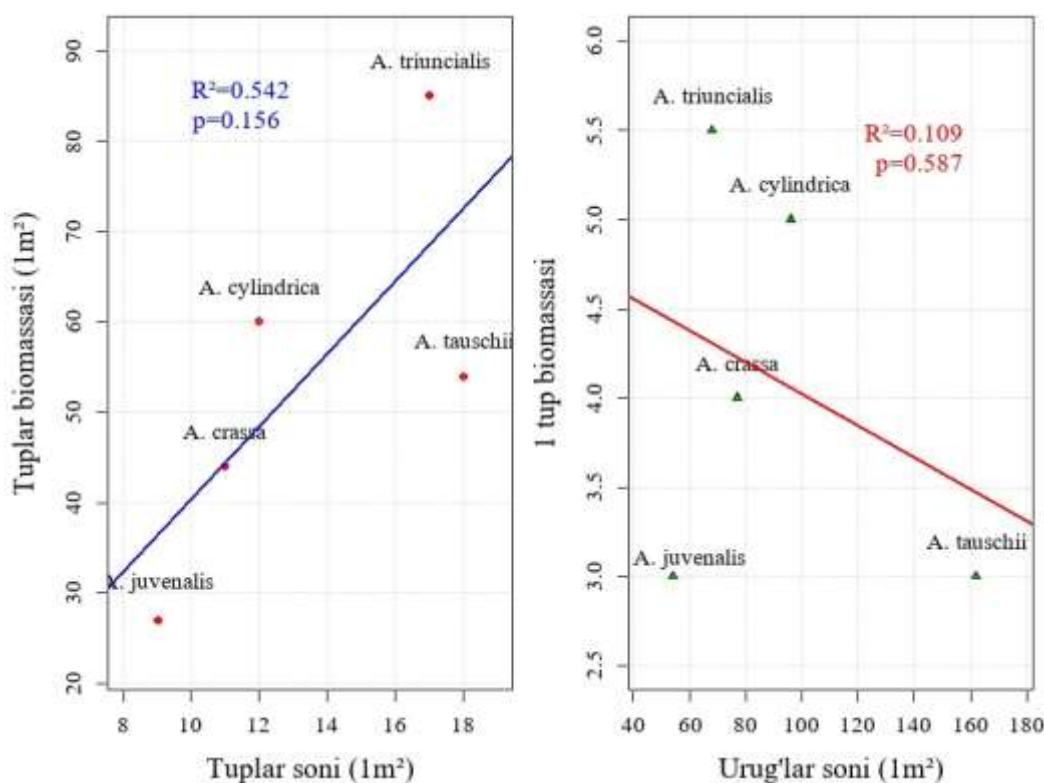 A. triuncialis
R²=0.542
p=0.156
A. cylindrica
A. tauschii
A. crassa
A. juvenalis
Tuplar biomassasi (1m²)
20 30 40 50 60 70 80 90
8 10 12 14 16 18
Tuplar soni (1m²)
A. triuncialis
R²=0.109
p=0.587
A. cylindrica
A. crassa
A. juvenalis
A. tauschii
1 tup biomassasi
2.5 3.0 3.5 4.0 4.5 5.0 5.5 6.0
40 60 80 100 120 140 160 180
Urug'lar soni (1m²)